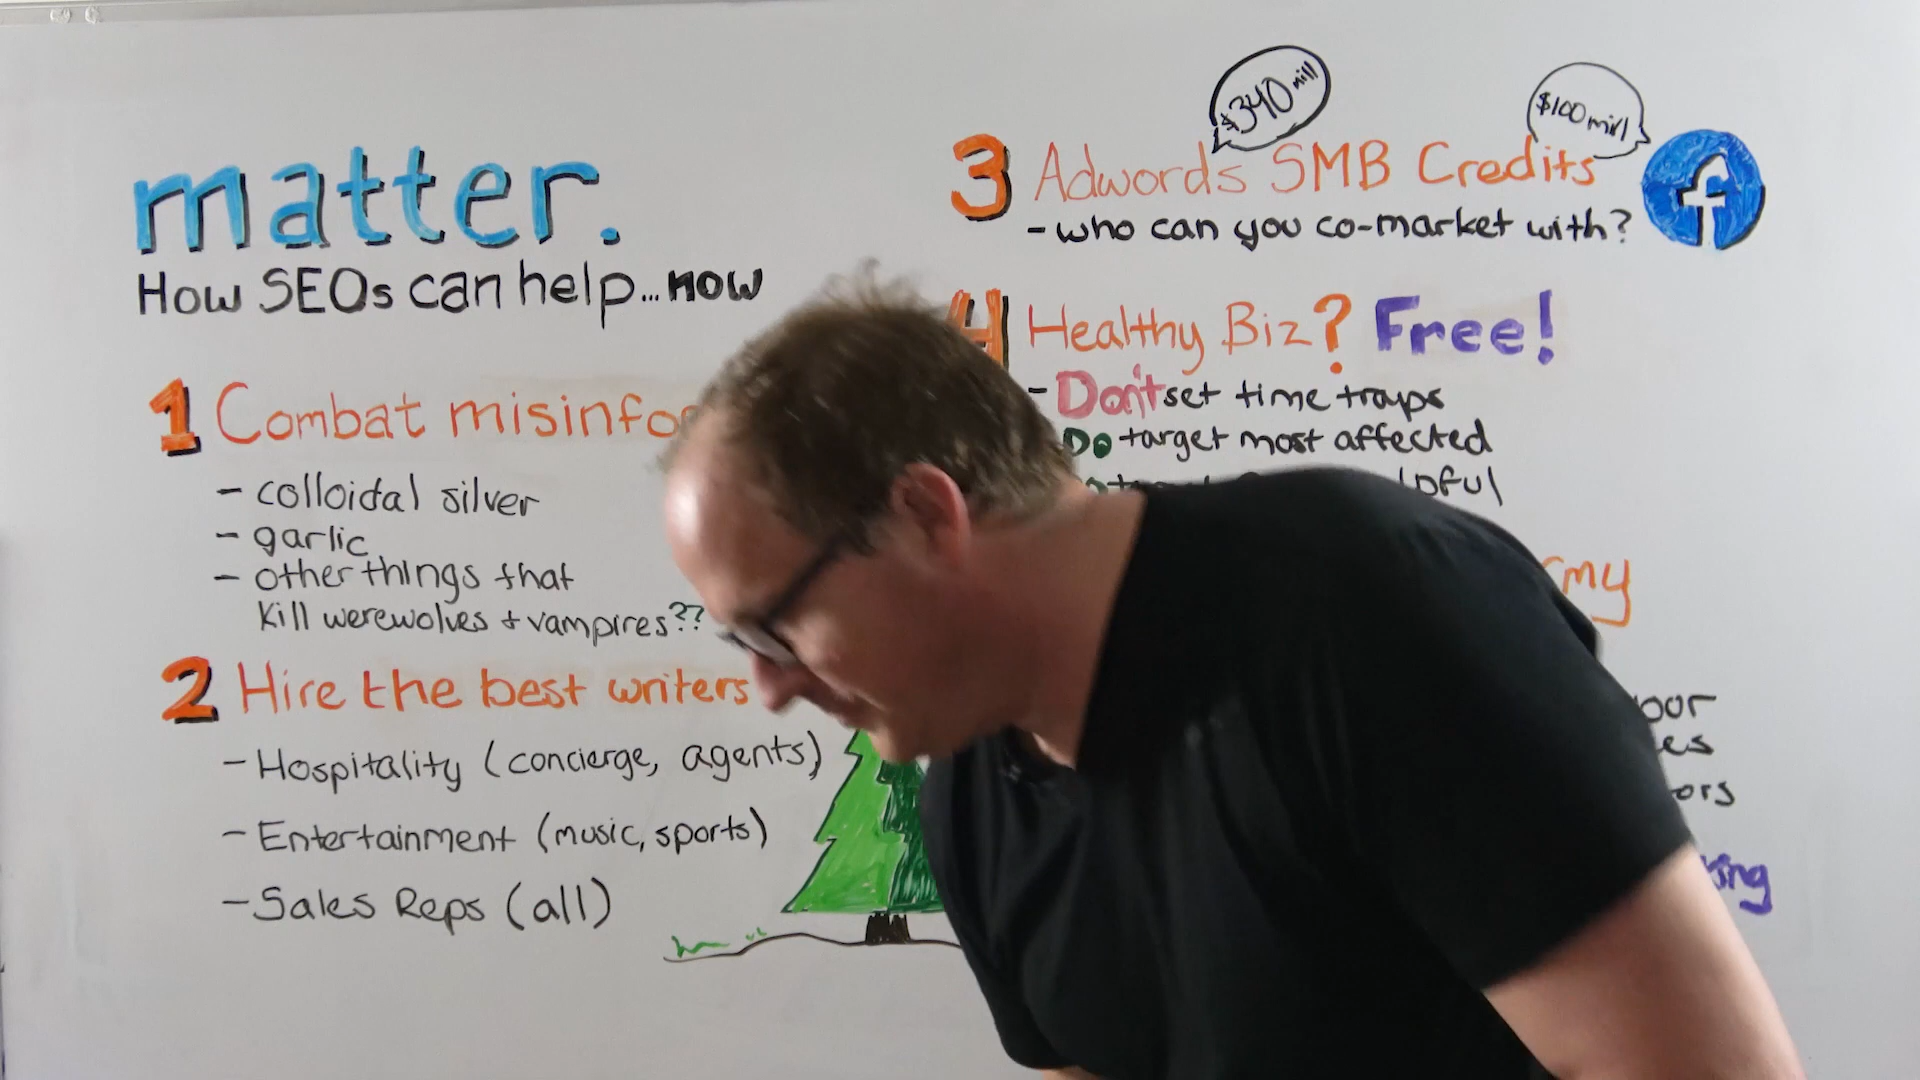 matter.
How SEOs can help... now
1 Combat misinfo
- colloidal silver
- garlic
- other things that
kill werewolves + vampires??
2 Hire the best writers
- Hospitality (concierge, agents)
- Entertainment (music, sports)
- Sales Reps (all)
$340 mill
$100 mill
3 Adwords SMB Credits
f
- who can you co-market with?
4 Healthy Biz? Free!
- Don't set time traps
Do target most affected